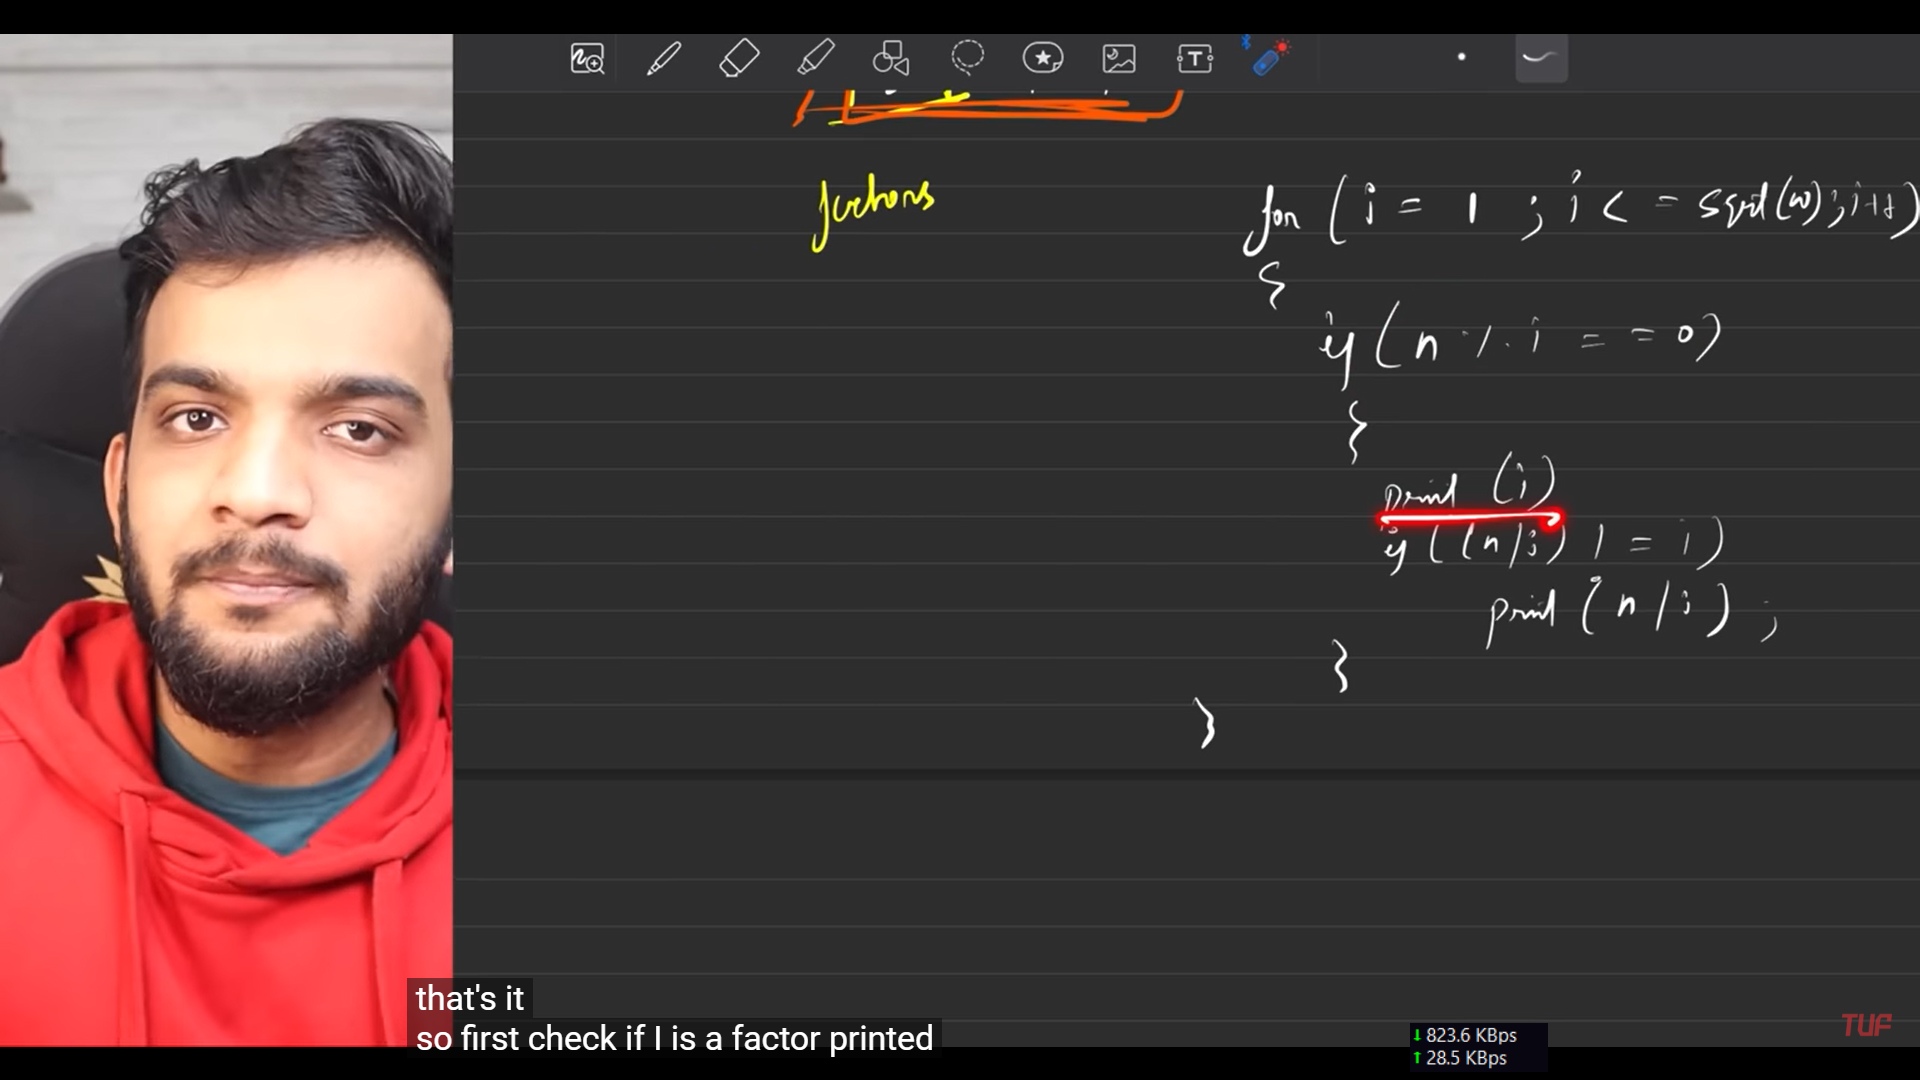 factors
for (i = 1 ; i <= sqrt(n); i++)
{
if (n % i == 0)
{
print (i)
if ((n/i) != i)
print (n/i) ;
}
}
that's it
so first check if I is a factor printed
TUF
↓ 823.6 KBps
↑ 28.5 KBps